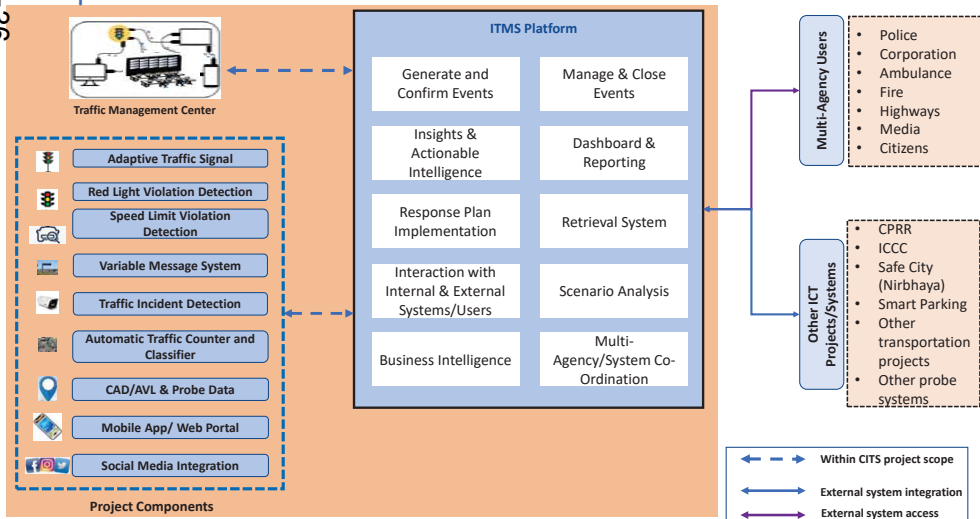 26
Traffic Management Center
Adaptive Traffic Signal
Red Light Violation Detection
Speed Limit Violation
Detection
Variable Message System
Traffic Incident Detection
Automatic Traffic Counter and
Classifier
CAD/AVL & Probe Data
Mobile App/ Web Portal
Social Media Integration
Project Components
ITMS Platform
Generate and
Confirm Events
Manage & Close
Events
Insights &
Actionable
Intelligence
Dashboard &
Reporting
Response Plan
Implementation
Retrieval System
Interaction with
Internal & External
Systems/Users
Scenario Analysis
Business Intelligence
Multi-
Agency/System Co-
Ordination
Multi-Agency Users
• Police
• Corporation
• Ambulance
• Fire
• Highways
• Media
• Citizens
Other ICT
Projects/Systems
• CPRR
• ICCC
• Safe City
(Nirbhaya)
• Smart Parking
• Other
transportation
projects
• Other probe
systems
Within CITS project scope
External system integration
External system access